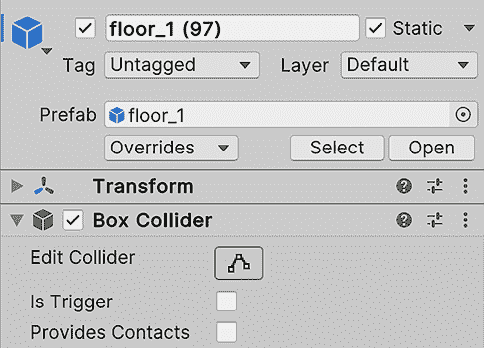 floor_1 (97) Static
Tag Untagged Layer Default
Prefab floor_1
Overrides Select Open
Transform
Box Collider
Edit Collider
Is Trigger
Provides Contacts